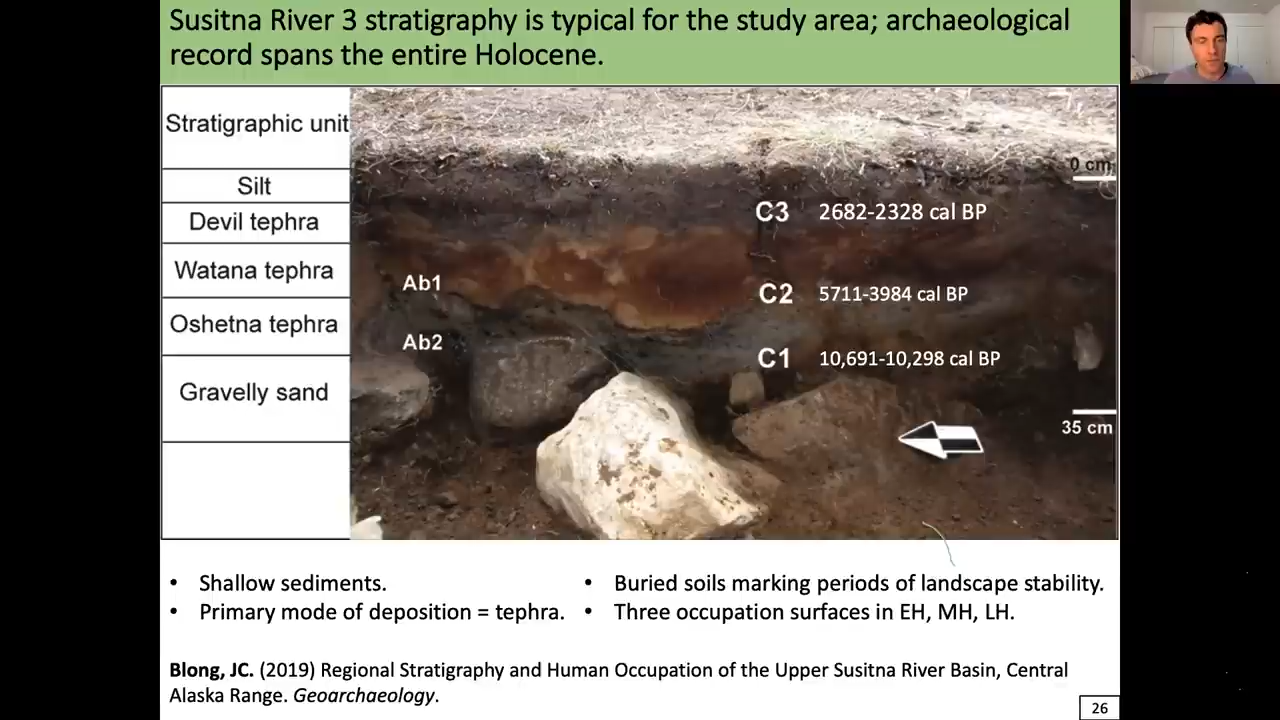 Susitna River 3 stratigraphy is typical for the study area; archaeological
record spans the entire Holocene.
Stratigraphic unit
Silt
Devil tephra
Watana tephra
Oshetna tephra
Gravelly sand
0 cm
C3 2682-2328 cal BP
Ab1
C2 5711-3984 cal BP
Ab2
C1 10,691-10,298 cal BP
35 cm
• Shallow sediments.
• Primary mode of deposition = tephra.
• Buried soils marking periods of landscape stability.
• Three occupation surfaces in EH, MH, LH.
Blong, JC. (2019) Regional Stratigraphy and Human Occupation of the Upper Susitna River Basin, Central
Alaska Range. Geoarchaeology.
26